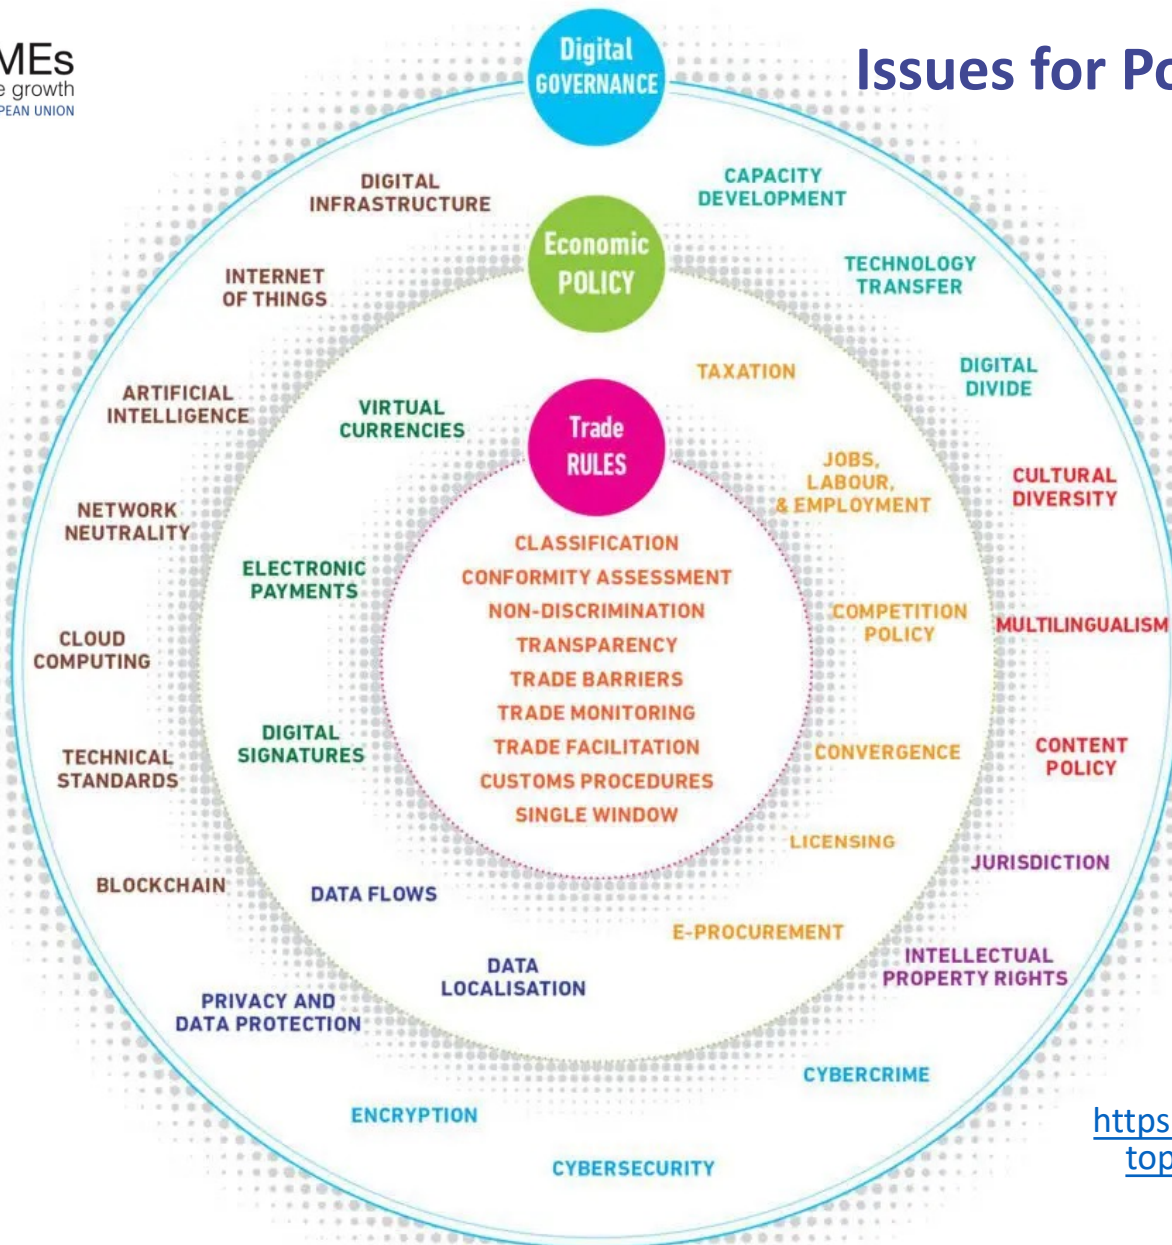 MEs
e growth
PEAN UNION
Issues for Po
Digital
GOVERNANCE
DIGITAL
INFRASTRUCTURE
CAPACITY
DEVELOPMENT
Economic
POLICY
INTERNET
OF THINGS
TECHNOLOGY
TRANSFER
TAXATION
DIGITAL
DIVIDE
ARTIFICIAL
INTELLIGENCE
VIRTUAL
CURRENCIES
Trade
RULES
JOBS,
LABOUR,
& EMPLOYMENT
CULTURAL
DIVERSITY
NETWORK
NEUTRALITY
CLASSIFICATION
CONFORMITY ASSESSMENT
NON-DISCRIMINATION
TRANSPARENCY
TRADE BARRIERS
TRADE MONITORING
TRADE FACILITATION
CUSTOMS PROCEDURES
SINGLE WINDOW
ELECTRONIC
PAYMENTS
COMPETITION
POLICY
MULTILINGUALISM
CLOUD
COMPUTING
DIGITAL
SIGNATURES
CONVERGENCE
CONTENT
POLICY
TECHNICAL
STANDARDS
LICENSING
JURISDICTION
BLOCKCHAIN
DATA FLOWS
E-PROCUREMENT
DATA
LOCALISATION
INTELLECTUAL
PROPERTY RIGHTS
PRIVACY AND
DATA PROTECTION
CYBERCRIME
ENCRYPTION
CYBERSECURITY
https
top